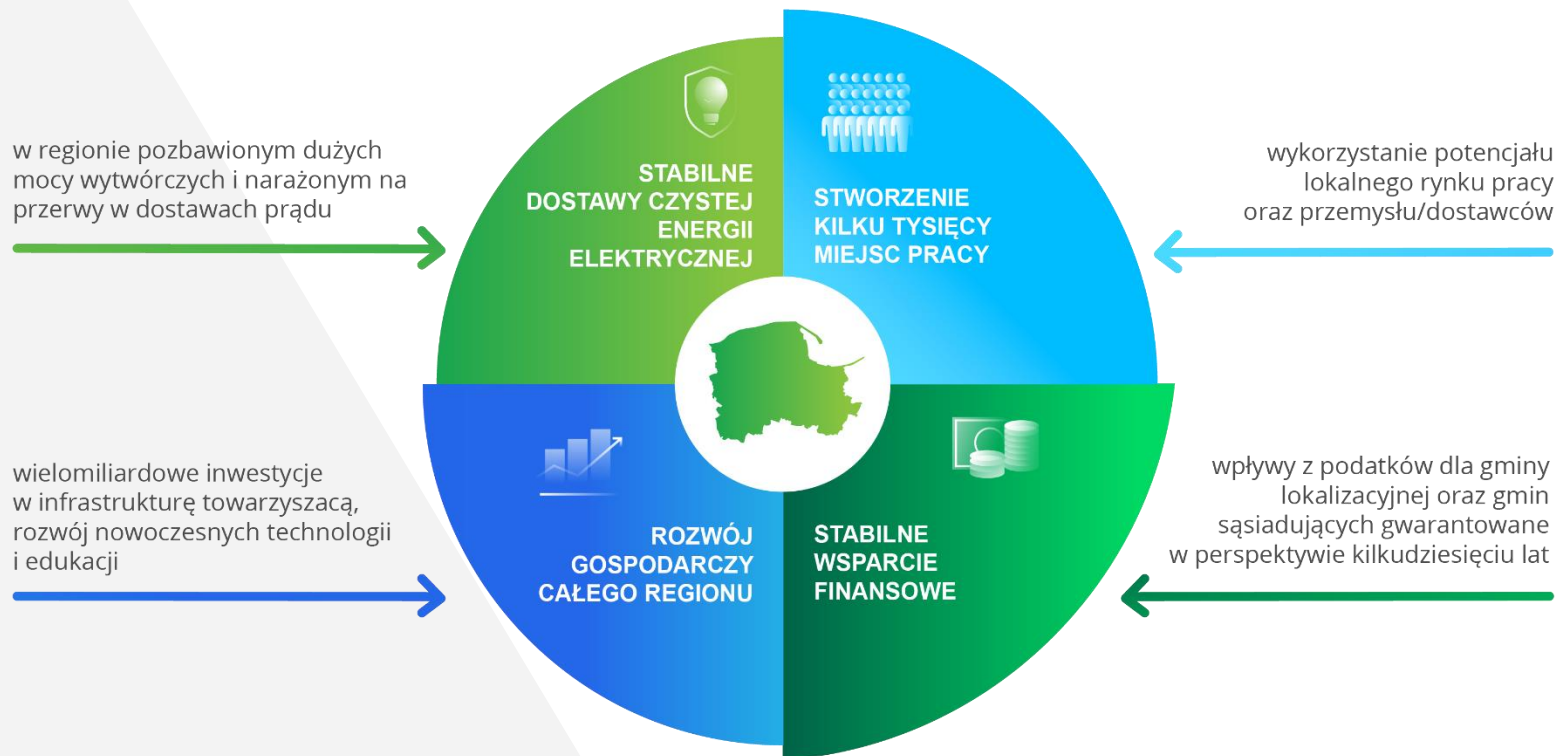 w regionie pozbawionym dużych
mocy wytwórczych i narażonym na
przerwy w dostawach prądu
STABILNE
DOSTAWY CZYSTEJ
ENERGII
ELEKTRYCZNEJ
STWORZENIE
KILKU TYSIĘCY
MIEJSC PRACY
wykorzystanie potencjału
lokalnego rynku pracy
oraz przemysłu/dostawców
wielomiliardowe inwestycje
w infrastrukturę towarzyszacą,
rozwój nowoczesnych technologii
i edukacji
ROZWÓJ
GOSPODARCZY
CAŁEGO REGIONU
STABILNE
WSPARCIE
FINANSOWE
wpływy z podatków dla gminy
lokalizacyjnej oraz gmin
sąsiadujących gwarantowane
w perspektywie kilkudziesięciu lat